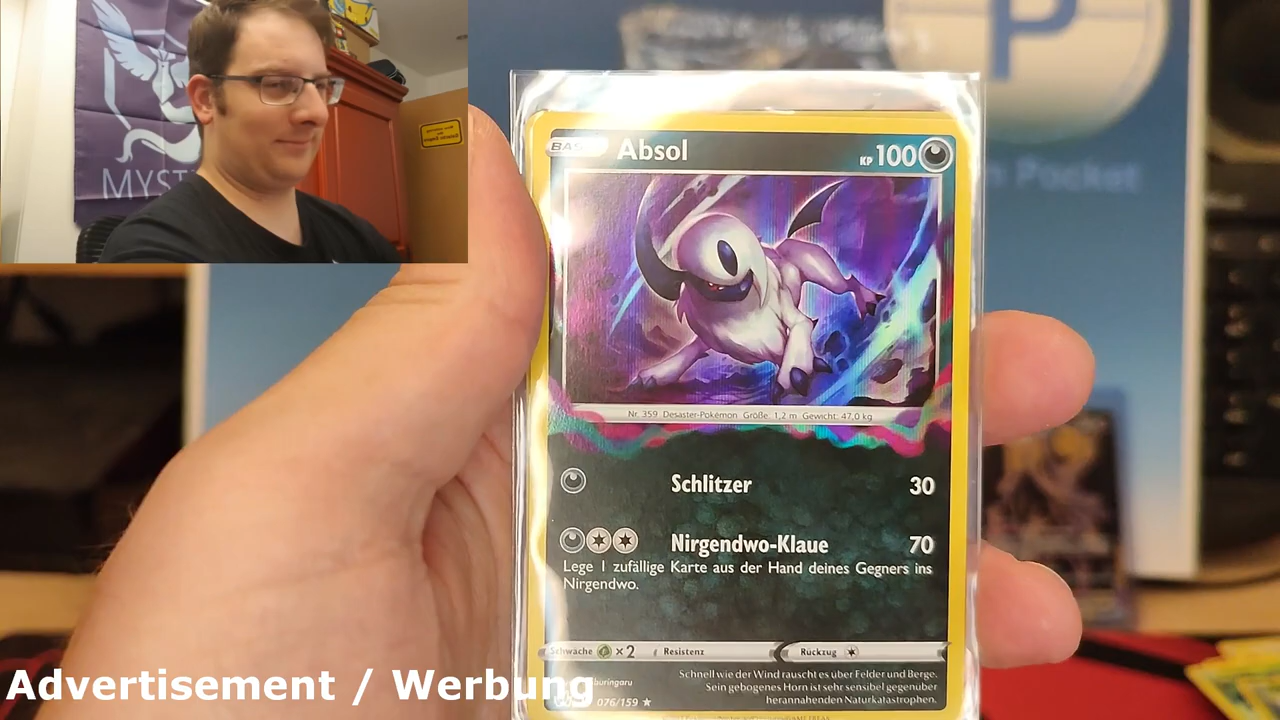 MYST
BASIS
Absol
KP 100
Nr. 359 Desaster-Pokémon Größe: 1,2 m Gewicht: 47,0 kg
Schlitzer 30
Nirgendwo-Klaue 70
Lege 1 zufällige Karte aus der Hand deines Gegners ins
Nirgendwo.
Schwäche ×2 Resistenz Rückzug
Schnell wie der Wind rauscht es über Felder und Berge.
Sein gebogenes Horn ist sehr sensibel gegenüber
herannahenden Naturkatastrophen.
076/159
Advertisement / Werbung
P
Pocket